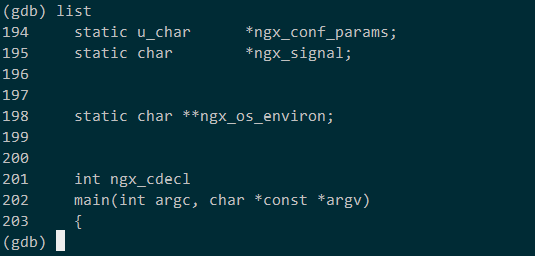 (gdb) list
194     static u_char      *ngx_conf_params;
195     static char        *ngx_signal;
196
197
198     static char **ngx_os_environ;
199
200
201     int ngx_cdecl
202     main(int argc, char *const *argv)
203     {
(gdb)